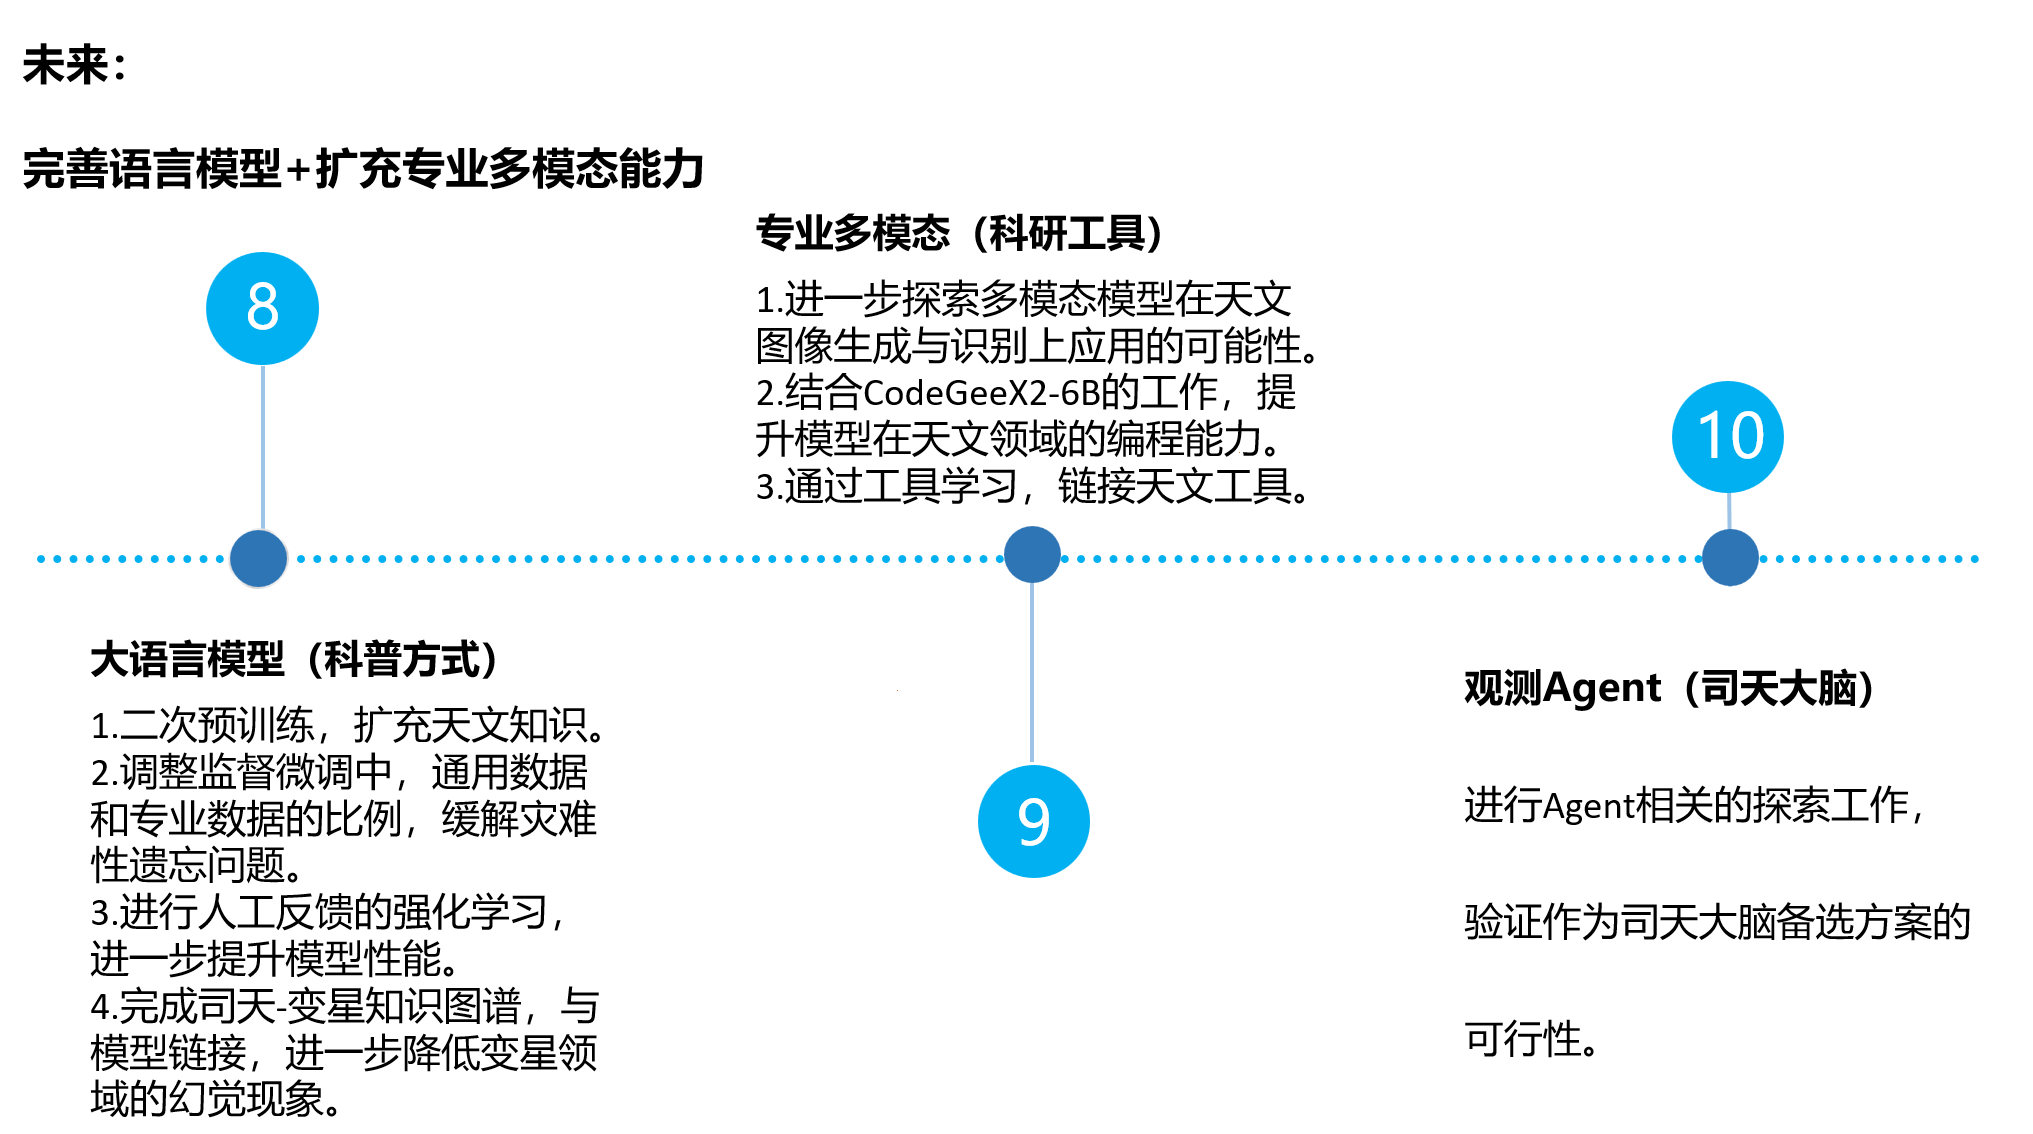 未来：
完善语言模型+扩充专业多模态能力
8
大语言模型（科普方式）
1.二次预训练，扩充天文知识。
2.调整监督微调中，通用数据
和专业数据的比例，缓解灾难
性遗忘问题。
3.进行人工反馈的强化学习，
进一步提升模型性能。
4.完成司天-变星知识图谱，与
模型链接，进一步降低变星领
域的幻觉现象。
专业多模态（科研工具）
1.进一步探索多模态模型在天文
图像生成与识别上应用的可能性。
2.结合CodeGeeX2-6B的工作，提
升模型在天文领域的编程能力。
3.通过工具学习，链接天文工具。
9
10
观测Agent（司天大脑）
进行Agent相关的探索工作，
验证作为司天大脑备选方案的
可行性。